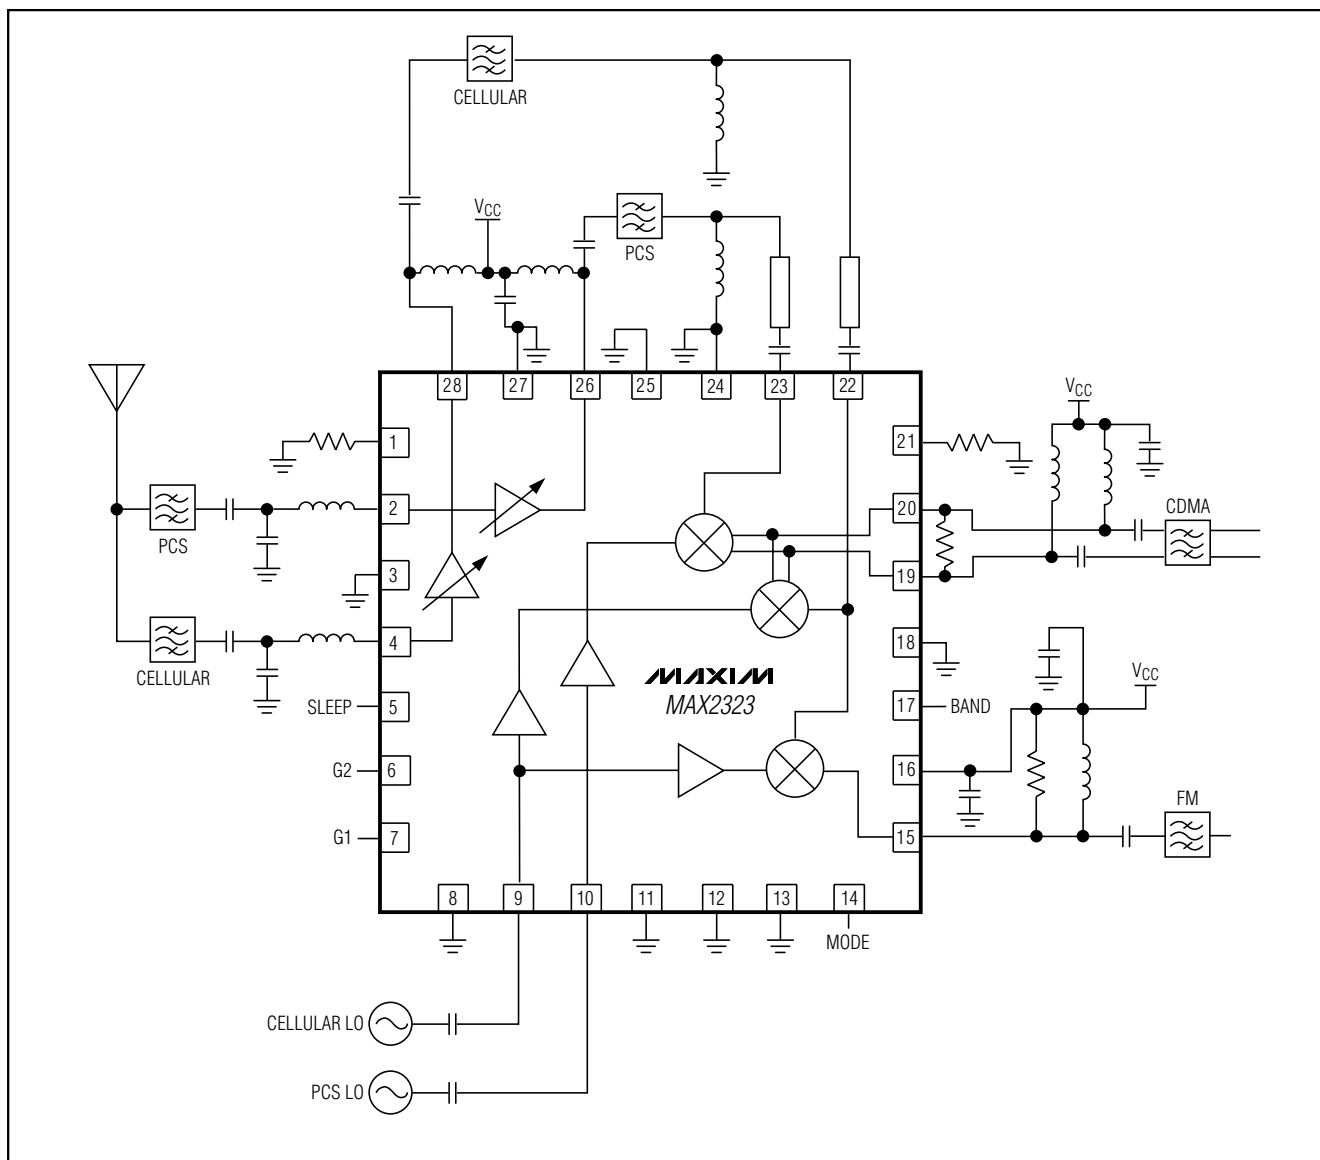 CELLULAR
VCC
PCS
28
27
26
25
24
23
22
VCC
1
21
2
20
CDMA
PCS
3
19
4
18
CELLULAR
MAXIM
MAX2323
VCC
SLEEP
5
17
BAND
G2
6
16
FM
G1
7
15
8
9
10
11
12
13
14
MODE
CELLULAR LO
PCS LO